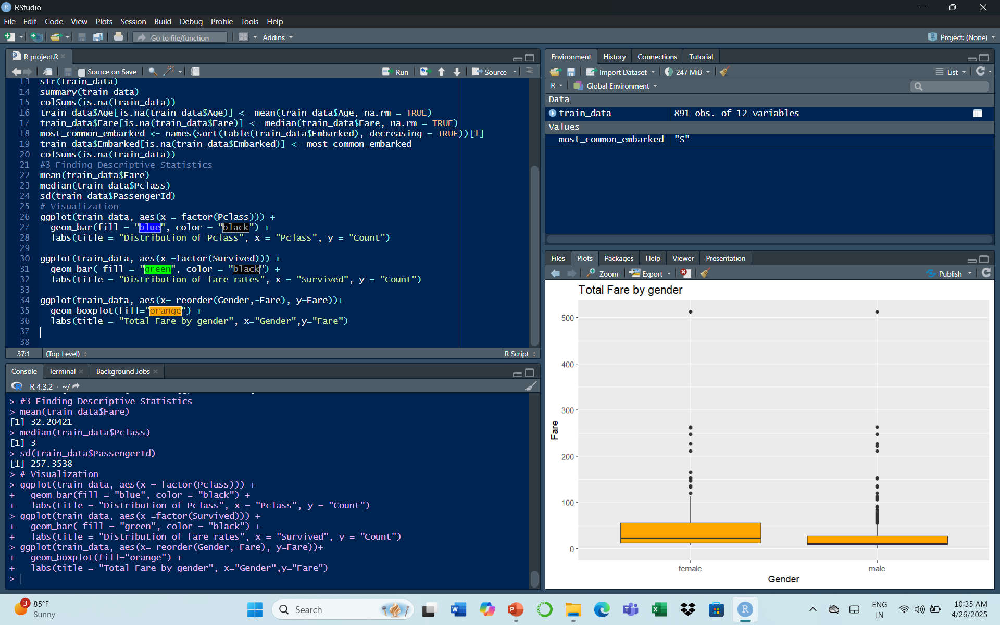 RStudio
File Edit Code View Plots Session Build Debug Profile Tools Help
Go to file/function Addins Project: (None)
R project.R
Source on Save Run Source
13 str(train_data)
14 summary(train_data)
15 colSums(is.na(train_data))
16 train_data$Age[is.na(train_data$Age)] <- mean(train_data$Age, na.rm = TRUE)
17 train_data$Fare[is.na(train_data$Fare)] <- median(train_data$Fare, na.rm = TRUE)
18 most_common_embarked <- names(sort(table(train_data$Embarked), decreasing = TRUE))[1]
19 train_data$Embarked[is.na(train_data$Embarked)] <- most_common_embarked
20 colSums(is.na(train_data))
21 #3 Finding Descriptive Statistics
22 mean(train_data$Fare)
23 median(train_data$Pclass)
24 sd(train_data$PassengerId)
25 # Visualization
26 ggplot(train_data, aes(x = factor(Pclass))) +
27 geom_bar(fill = "blue", color = "black") +
28 labs(title = "Distribution of Pclass", x = "Pclass", y = "Count")
29
30 ggplot(train_data, aes(x =factor(Survived))) +
31 geom_bar( fill = "green", color = "black") +
32 labs(title = "Distribution of fare rates", x = "Survived", y = "Count")
33
34 ggplot(train_data, aes(x= reorder(Gender,-Fare), y=Fare))+
35 geom_boxplot(fill="orange") +
36 labs(title = "Total Fare by gender", x="Gender",y="Fare")
37
38
37:1 (Top Level) R Script
Console Terminal Background Jobs
R 4.3.2 · ~/
> #3 Finding Descriptive Statistics
> mean(train_data$Fare)
[1] 32.20421
> median(train_data$Pclass)
[1] 3
> sd(train_data$PassengerId)
[1] 257.3538
> # Visualization
> ggplot(train_data, aes(x = factor(Pclass))) +
+ geom_bar(fill = "blue", color = "black") +
+ labs(title = "Distribution of Pclass", x = "Pclass", y = "Count")
> ggplot(train_data, aes(x =factor(Survived))) +
+ geom_bar( fill = "green", color = "black") +
+ labs(title = "Distribution of fare rates", x = "Survived", y = "Count")
> ggplot(train_data, aes(x= reorder(Gender,-Fare), y=Fare))+
+ geom_boxplot(fill="orange") +
+ labs(title = "Total Fare by gender", x="Gender",y="Fare")
>
Environment History Connections Tutorial
Import Dataset 247 MiB List
R Global Environment
Data
train_data 891 obs. of 12 variables
Values
most_common_embarked "S"
Files Plots Packages Help Viewer Presentation
Zoom Export Publish
Total Fare by gender
500
400
300
200
100
0
Fare
female male
Gender
3 85°F
Sunny
Search
ENG
IN
10:35 AM
4/26/2025